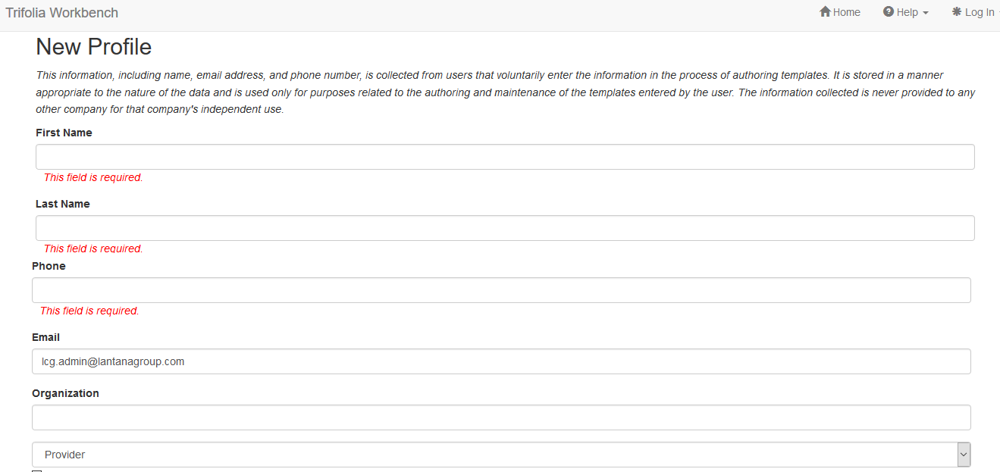 Trifolia Workbench
Home
Help
Log In
New Profile
This information, including name, email address, and phone number, is collected from users that voluntarily enter the information in the process of authoring templates. It is stored in a manner
appropriate to the nature of the data and is used only for purposes related to the authoring and maintenance of the templates entered by the user. The information collected is never provided to any
other company for that company's independent use.
First Name
This field is required.
Last Name
This field is required.
Phone
This field is required.
Email
lcg.admin@lantanagroup.com
Organization
Provider